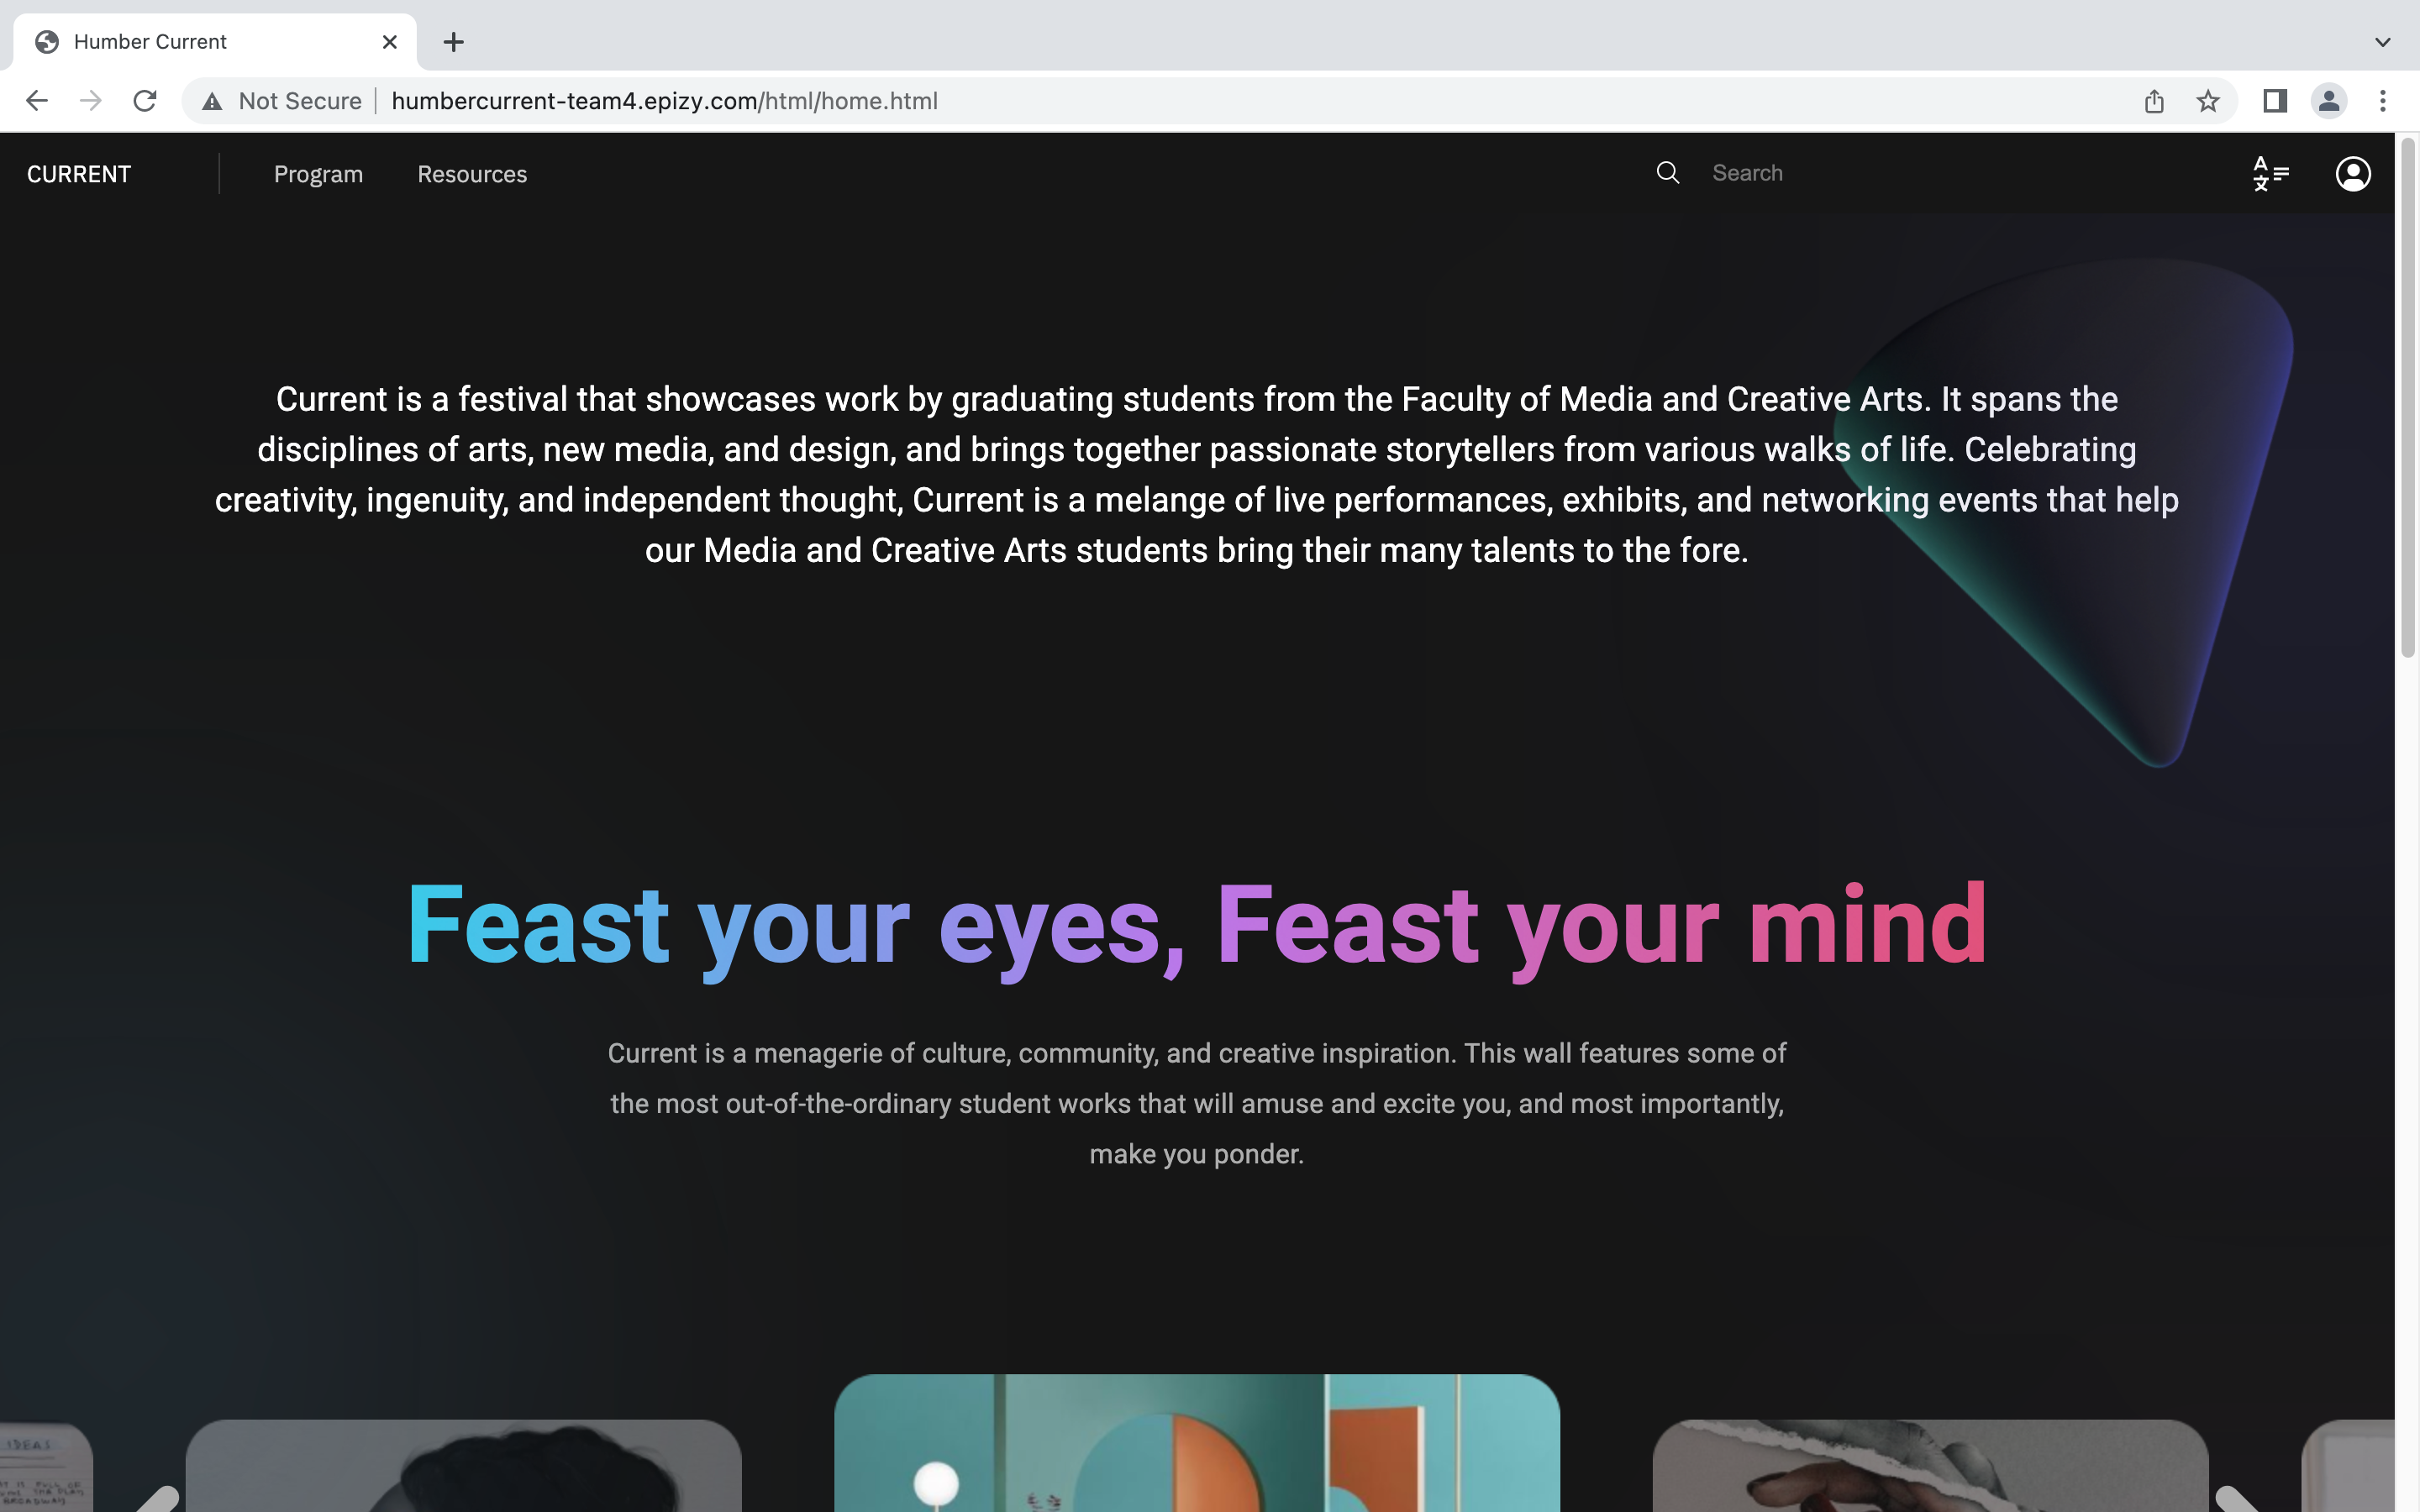 Humber Current
Not Secure
humbercurrent-team4.epizy.com/html/home.html
CURRENT
Program
Resources
Search
Current is a festival that showcases work by graduating students from the Faculty of Media and Creative Arts. It spans the
disciplines of arts, new media, and design, and brings together passionate storytellers from various walks of life. Celebrating
creativity, ingenuity, and independent thought, Current is a melange of live performances, exhibits, and networking events that help
our Media and Creative Arts students bring their many talents to the fore.
Feast your eyes, Feast your mind
Current is a menagerie of culture, community, and creative inspiration. This wall features some of
the most out-of-the-ordinary student works that will amuse and excite you, and most importantly,
make you ponder.
IDEAS